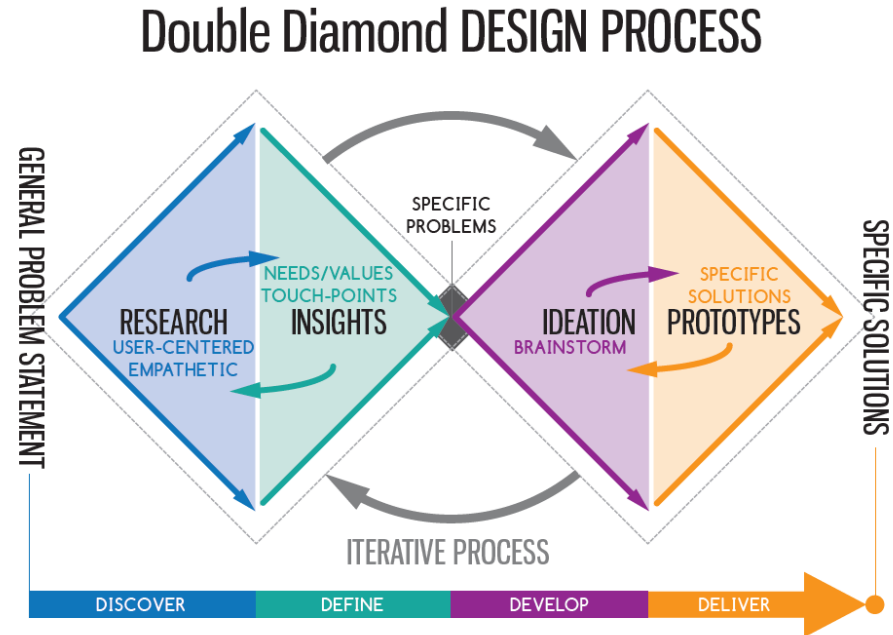 Double Diamond DESIGN PROCESS
GENERAL PROBLEM STATEMENT
SPECIFIC
PROBLEMS
NEEDS/VALUES
TOUCH-POINTS
RESEARCH
USER-CENTERED
EMPATHETIC
INSIGHTS
IDEATION
BRAINSTORM
SPECIFIC
SOLUTIONS
PROTOTYPES
SPECIFIC SOLUTIONS
ITERATIVE PROCESS
DISCOVER
DEFINE
DEVELOP
DELIVER